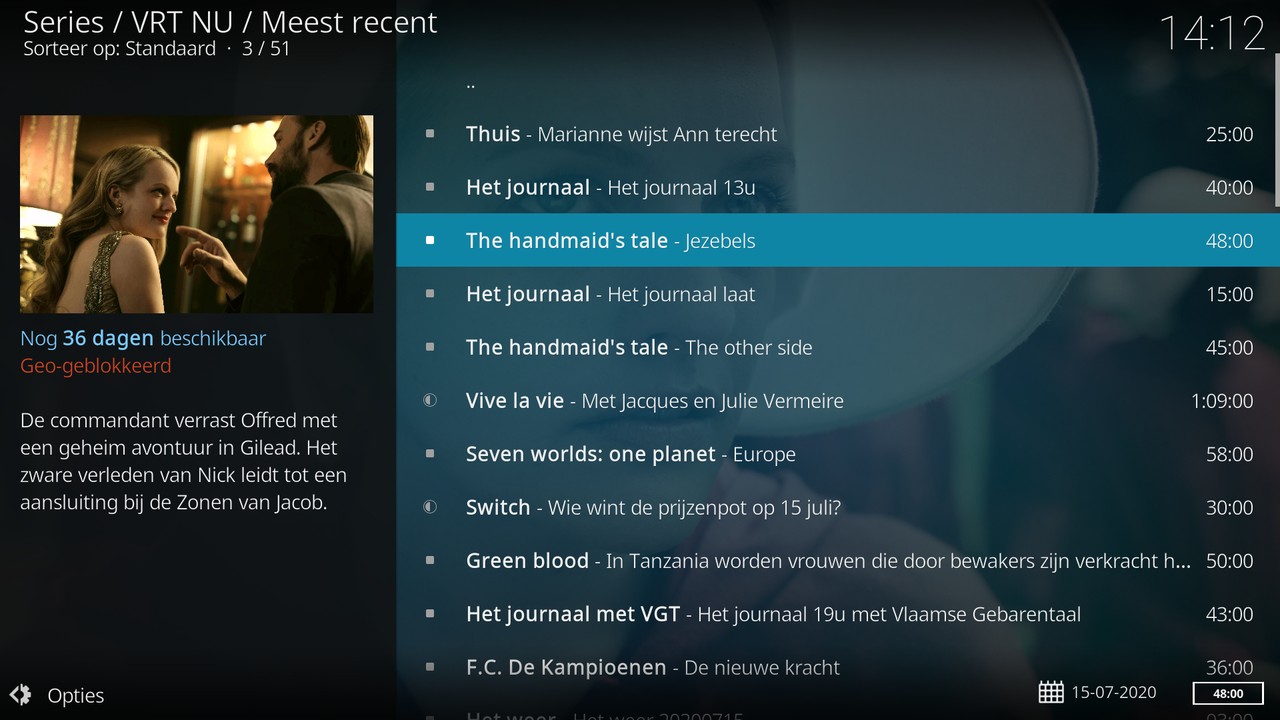 Series / VRT NU / Meest recent
14:12
Sorteer op: Standaard · 3 / 51
..
Thuis - Marianne wijst Ann terecht 25:00
Het journaal - Het journaal 13u 40:00
The handmaid's tale - Jezebels 48:00
Het journaal - Het journaal laat 15:00
The handmaid's tale - The other side 45:00
Vive la vie - Met Jacques en Julie Vermeire 1:09:00
Seven worlds: one planet - Europe 58:00
Switch - Wie wint de prijzenpot op 15 juli? 30:00
Green blood - In Tanzania worden vrouwen die door bewakers zijn verkracht h... 50:00
Het journaal met VGT - Het journaal 19u met Vlaamse Gebarentaal 43:00
F.C. De Kampioenen - De nieuwe kracht 36:00
Het weer - Het weer 20200715 03:00
Nog 36 dagen beschikbaar
Geo-geblokkeerd
De commandant verrast Offred met
een geheim avontuur in Gilead. Het
zware verleden van Nick leidt tot een
aansluiting bij de Zonen van Jacob.
Opties
15-07-2020
48:00